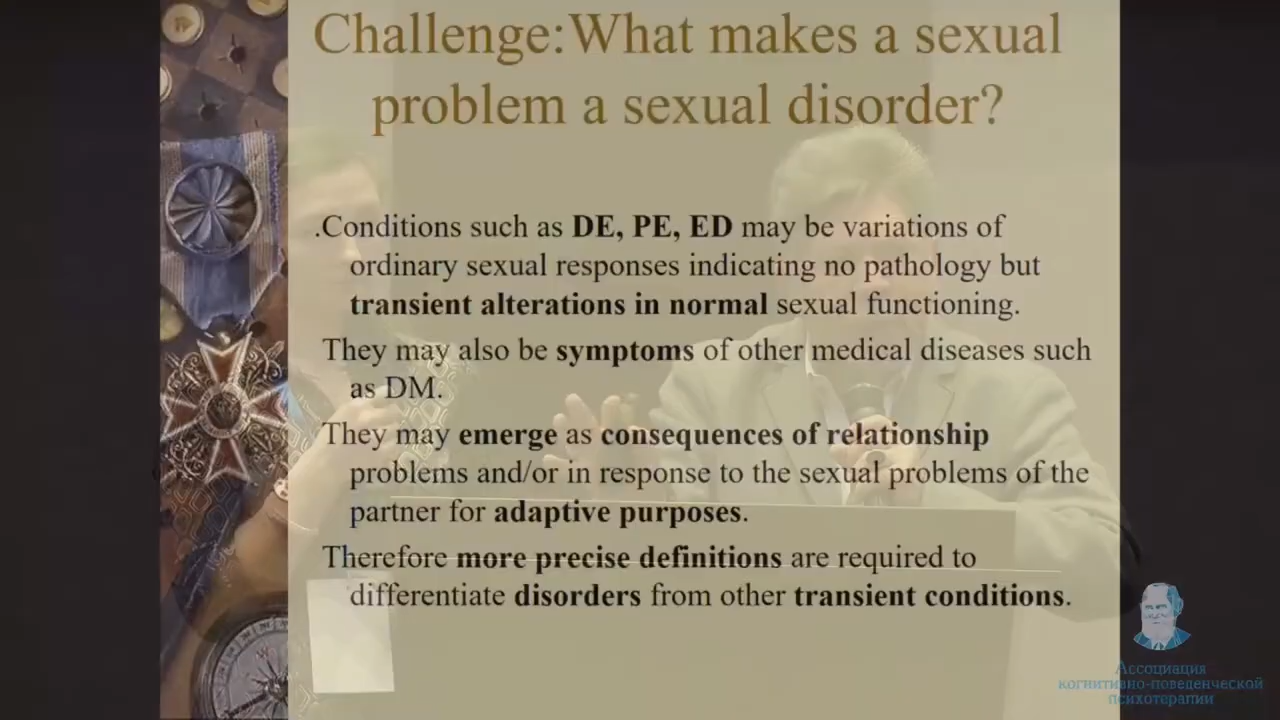 Challenge:What makes a sexual
problem a sexual disorder?
.Conditions such as DE, PE, ED may be variations of
ordinary sexual responses indicating no pathology but
transient alterations in normal sexual functioning.
They may also be symptoms of other medical diseases such
as DM.
They may emerge as consequences of relationship
problems and/or in response to the sexual problems of the
partner for adaptive purposes.
Therefore more precise definitions are required to
differentiate disorders from other transient conditions.
Ассоциация
когнитивно-поведенческой
психотерапии